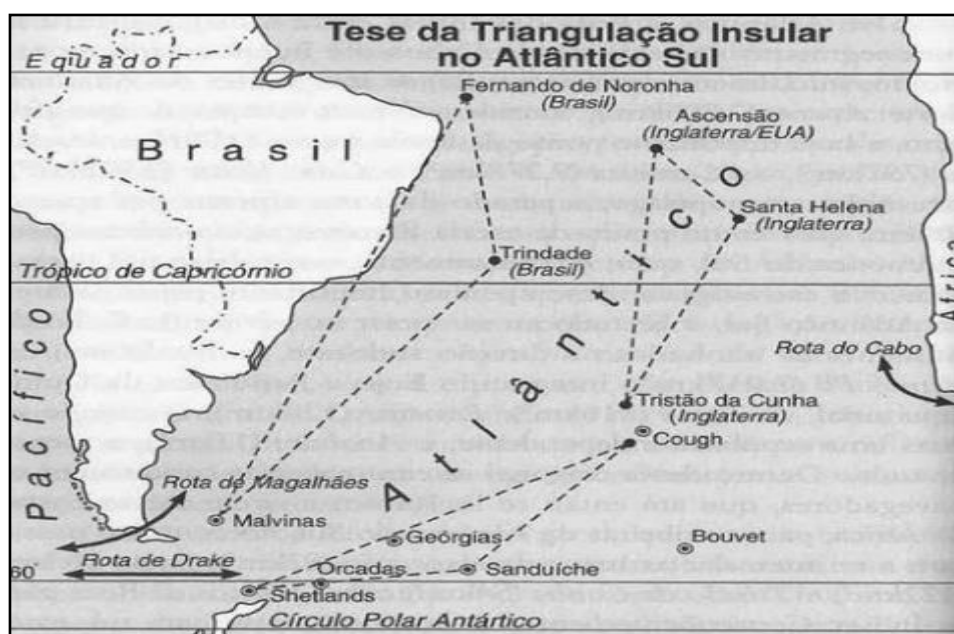 Tese da Triangulação Insular
no Atlântico Sul
Equador
Fernando de Noronha
(Brasil)
Ascensão
(Inglaterra/EUA)
Brasil
Santa Helena
(Inglaterra)
Trindade
(Brasil)
Trópico de Capricórnio
África
Rota do Cabo
Pacífico
Atlântico
Tristão da Cunha
(Inglaterra)
Cough
Rota de Magalhães
Malvinas
Geórgias
Bouvet
Rota de Drake
60
Orcadas
Sanduíche
Shetlands
Círculo Polar Antártico